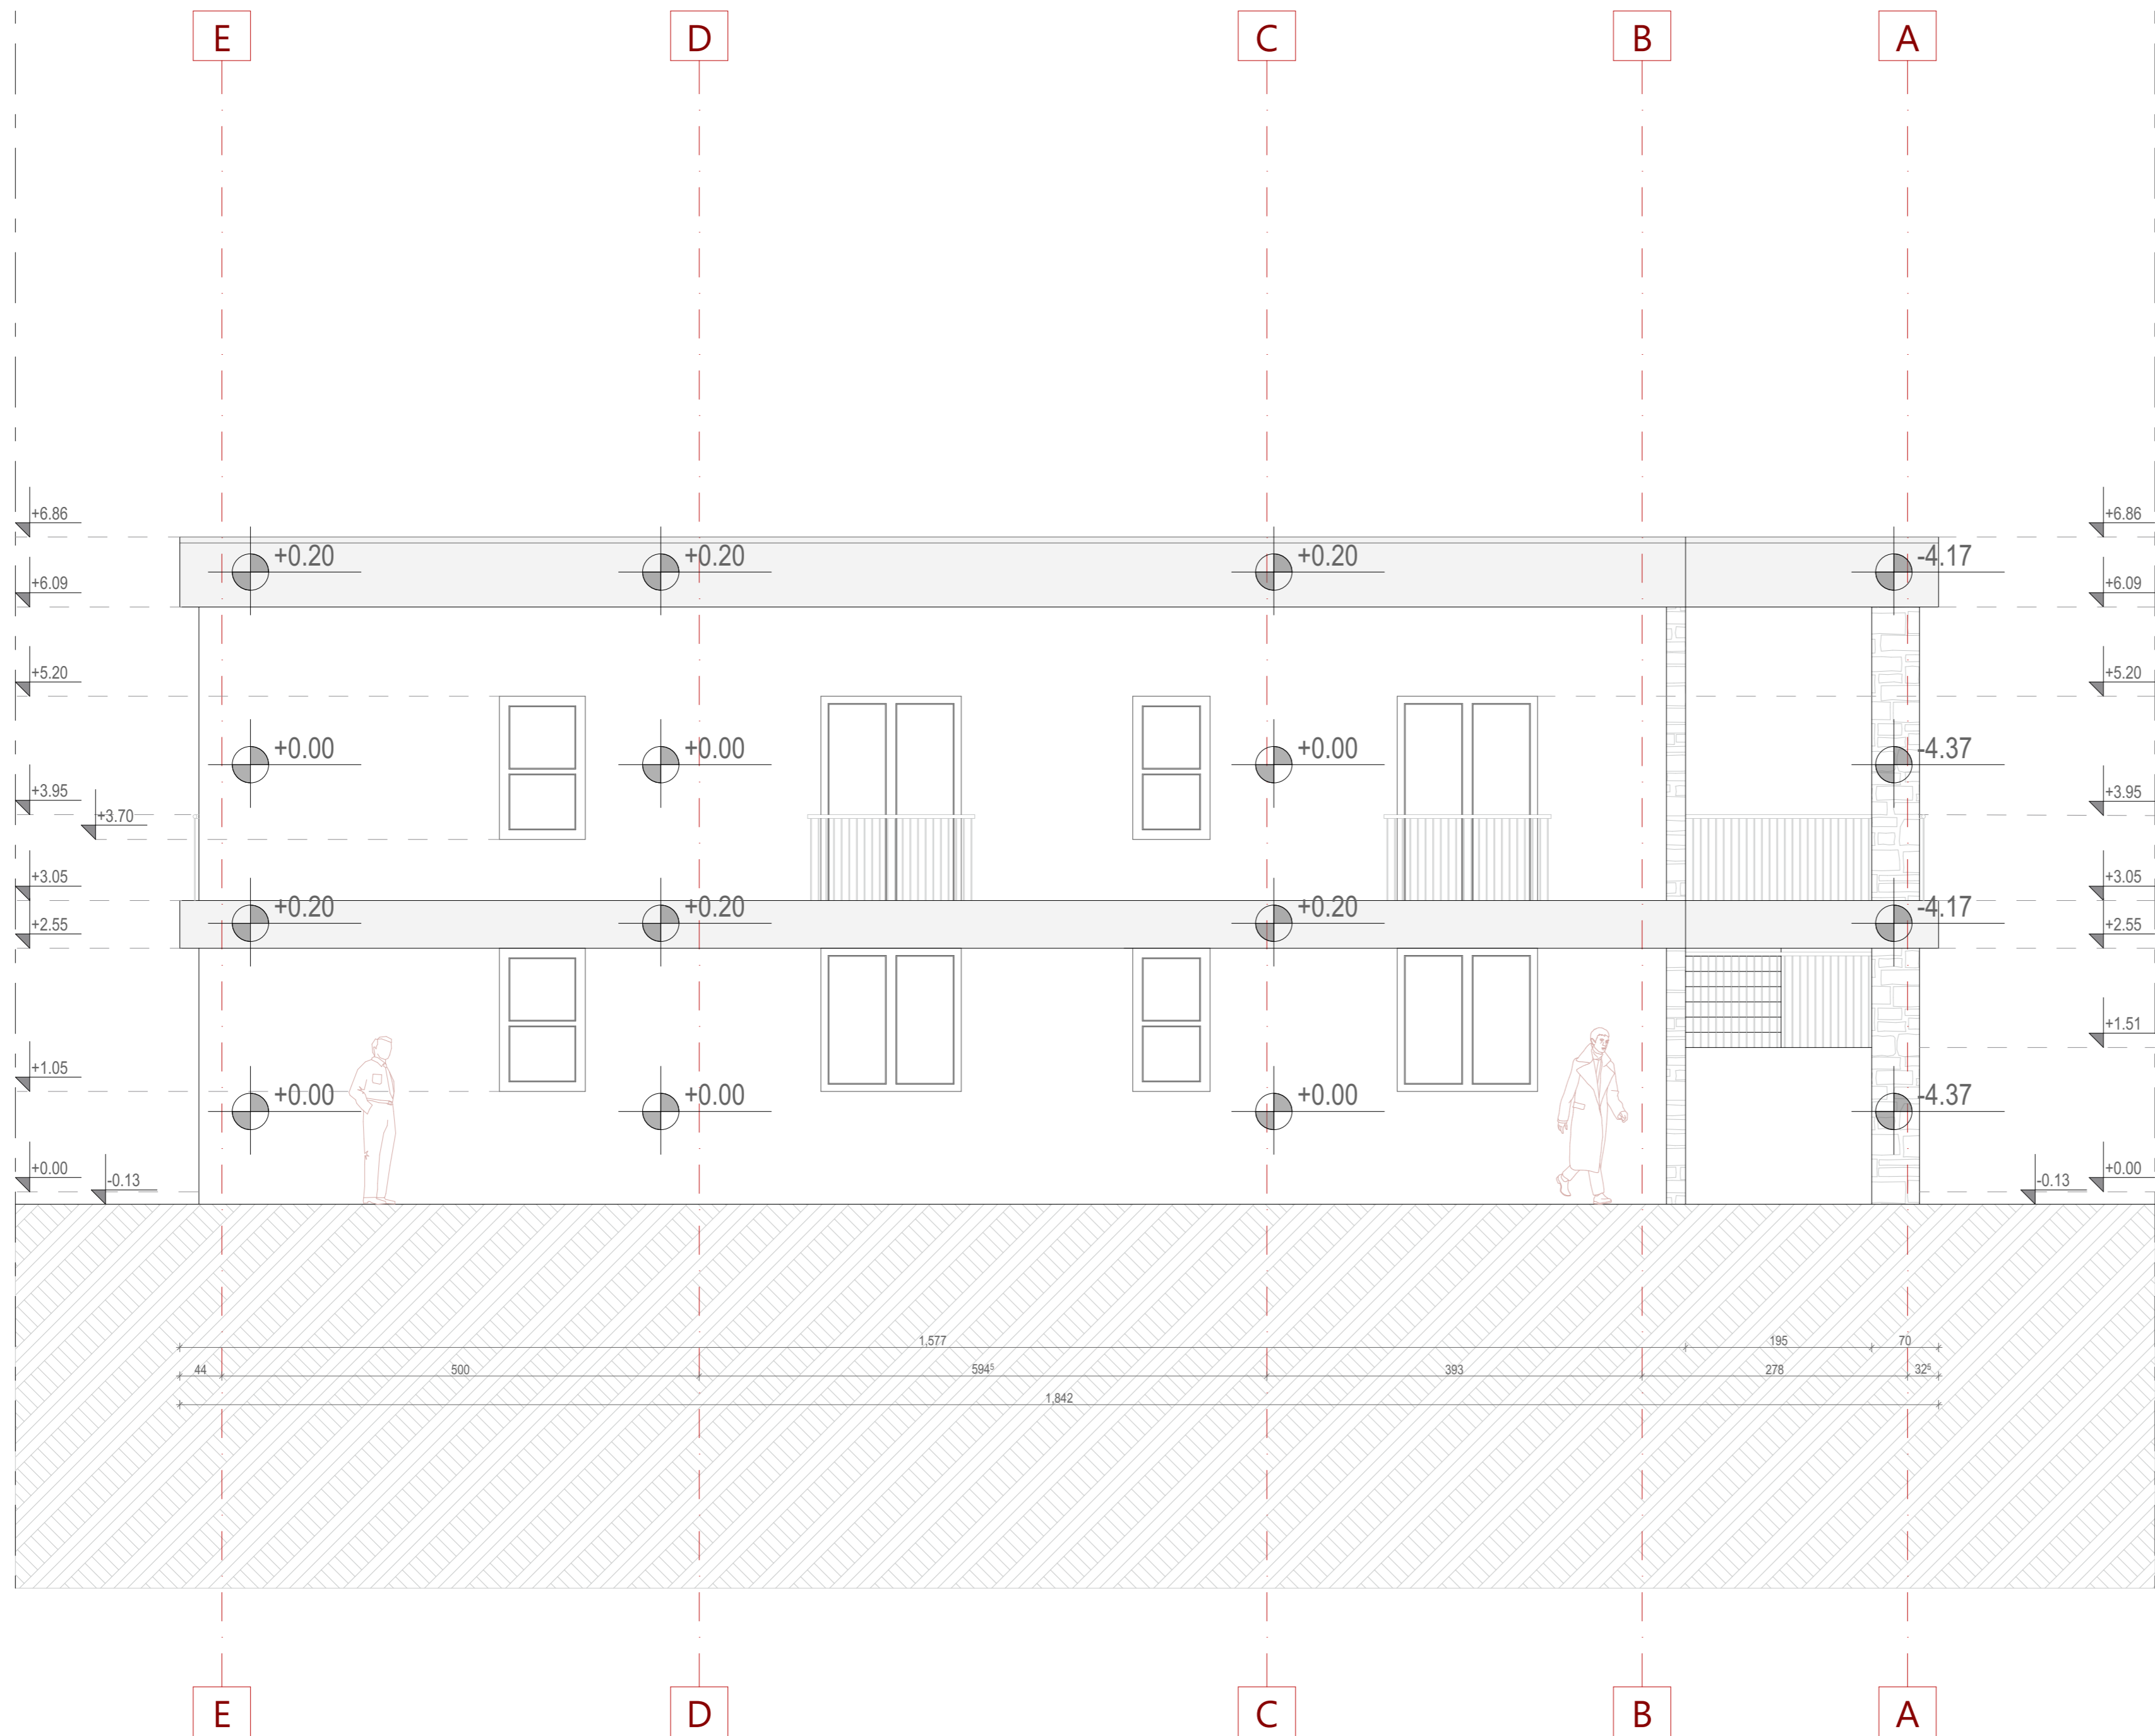 E D C B A
+6.86 +6.86
+0.20 +0.20 +0.20 -4.17
+6.09 +6.09
+5.20 +5.20
+0.00 +0.00 +0.00 -4.37
+3.95 +3.95
+3.70
+3.05 +3.05
+0.20 +0.20 +0.20 -4.17
+2.55 +2.55
+1.51
+1.05
+0.00 +0.00 +0.00 -4.37
+0.00 +0.00
-0.13 -0.13
1,577 195 70
44 500 594⁵ 393 278 32⁵
1,842
E D C B A